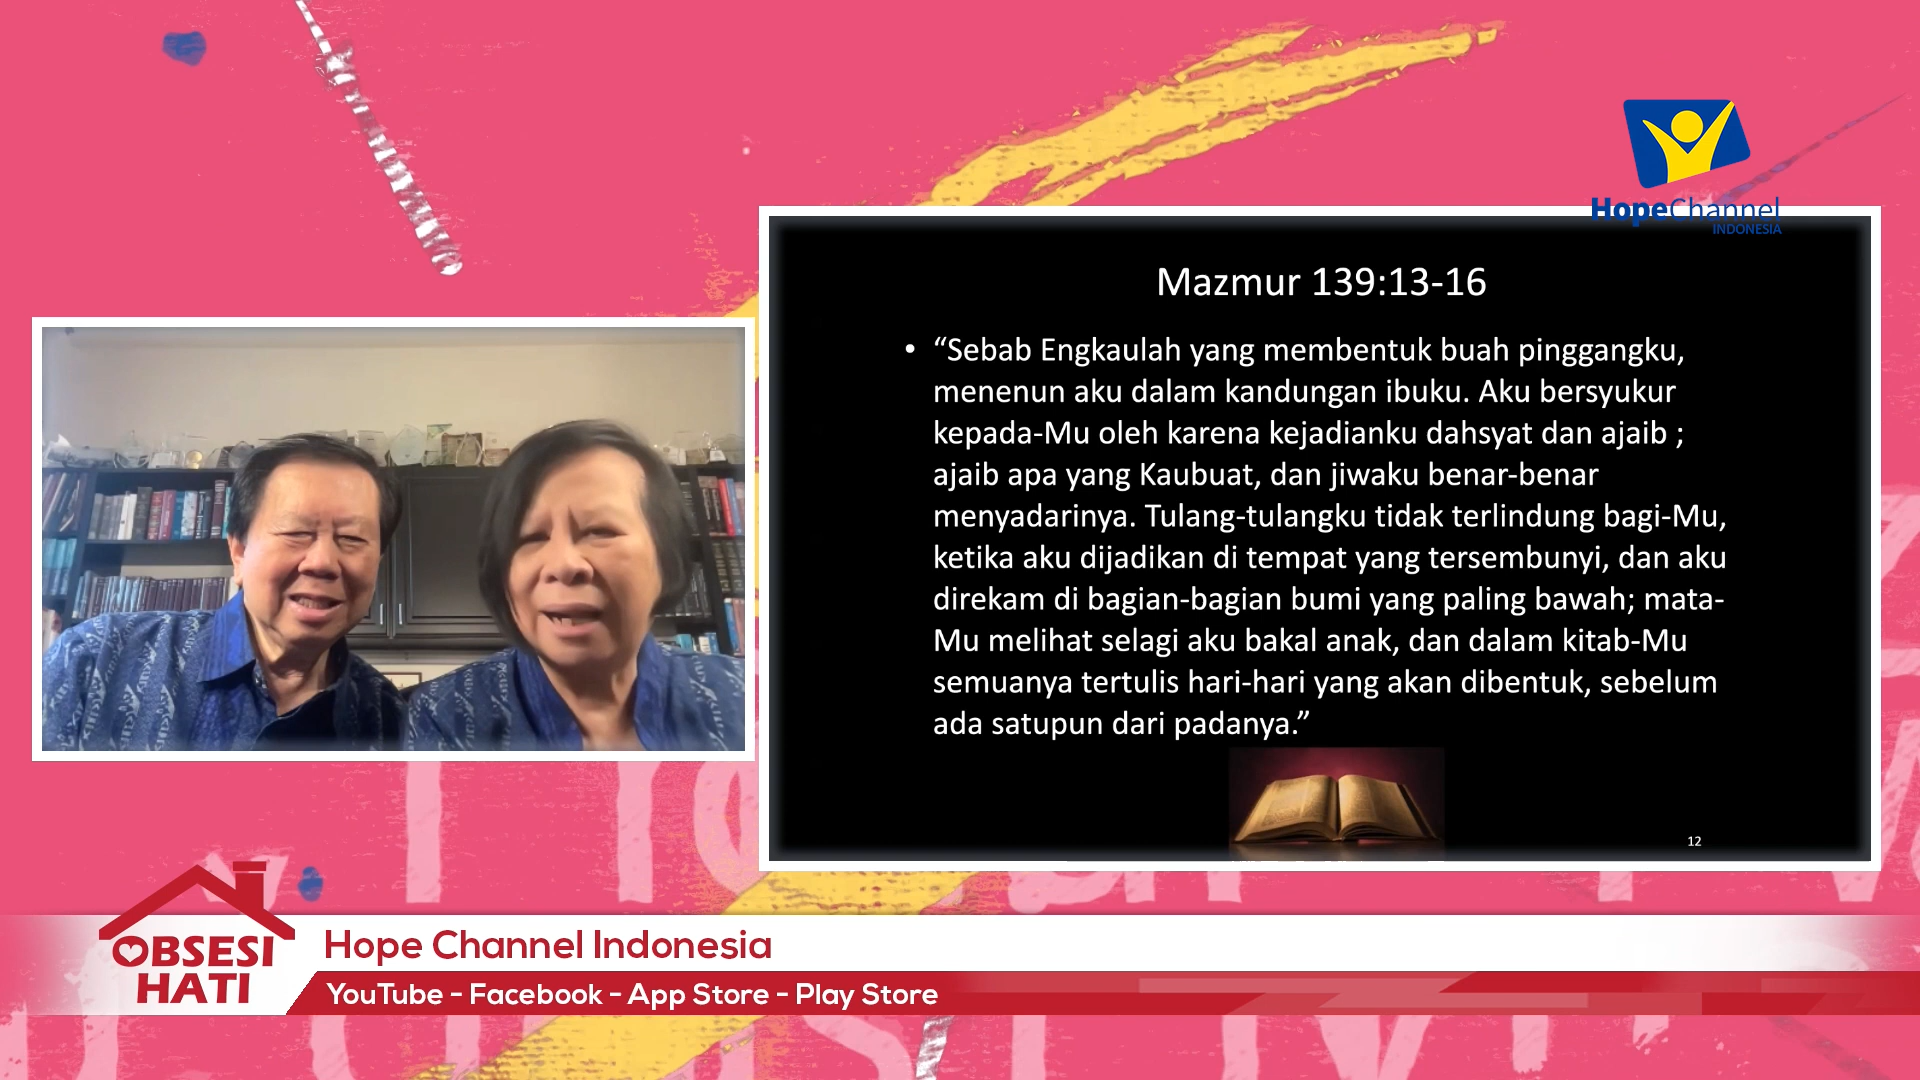 HopeChannel
INDONESIA
Mazmur 139:13-16
• “Sebab Engkaulah yang membentuk buah pinggangku,
menenun aku dalam kandungan ibuku. Aku bersyukur
kepada-Mu oleh karena kejadianku dahsyat dan ajaib ;
ajaib apa yang Kaubuat, dan jiwaku benar-benar
menyadarinya. Tulang-tulangku tidak terlindung bagi-Mu,
ketika aku dijadikan di tempat yang tersembunyi, dan aku
direkam di bagian-bagian bumi yang paling bawah; mata-
Mu melihat selagi aku bakal anak, dan dalam kitab-Mu
semuanya tertulis hari-hari yang akan dibentuk, sebelum
ada satupun dari padanya.”
12
OBSESI
HATI
Hope Channel Indonesia
YouTube - Facebook - App Store - Play Store